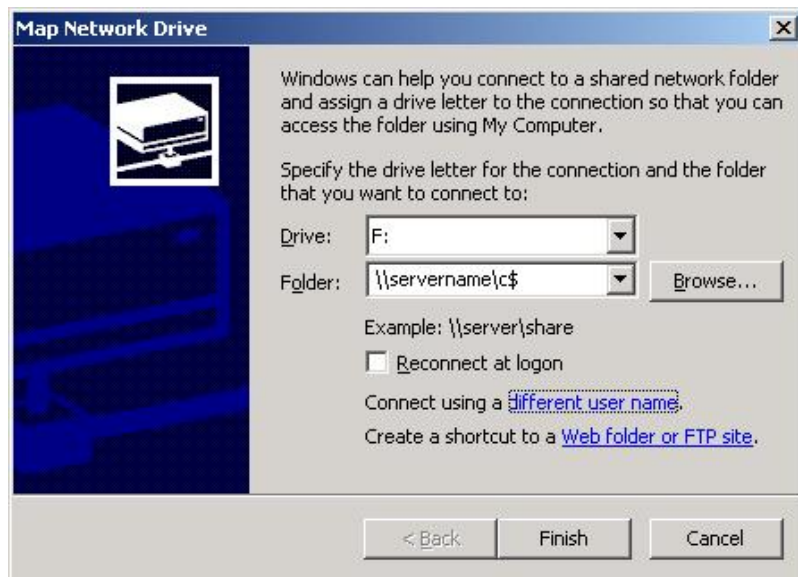 Map Network Drive
Windows can help you connect to a shared network folder
and assign a drive letter to the connection so that you can
access the folder using My Computer.
Specify the drive letter for the connection and the folder
that you want to connect to:
Drive: F:
Folder: \\servername\c$ Browse...
Example: \\server\share
Reconnect at logon
Connect using a different user name.
Create a shortcut to a Web folder or FTP site.
< Back Finish Cancel